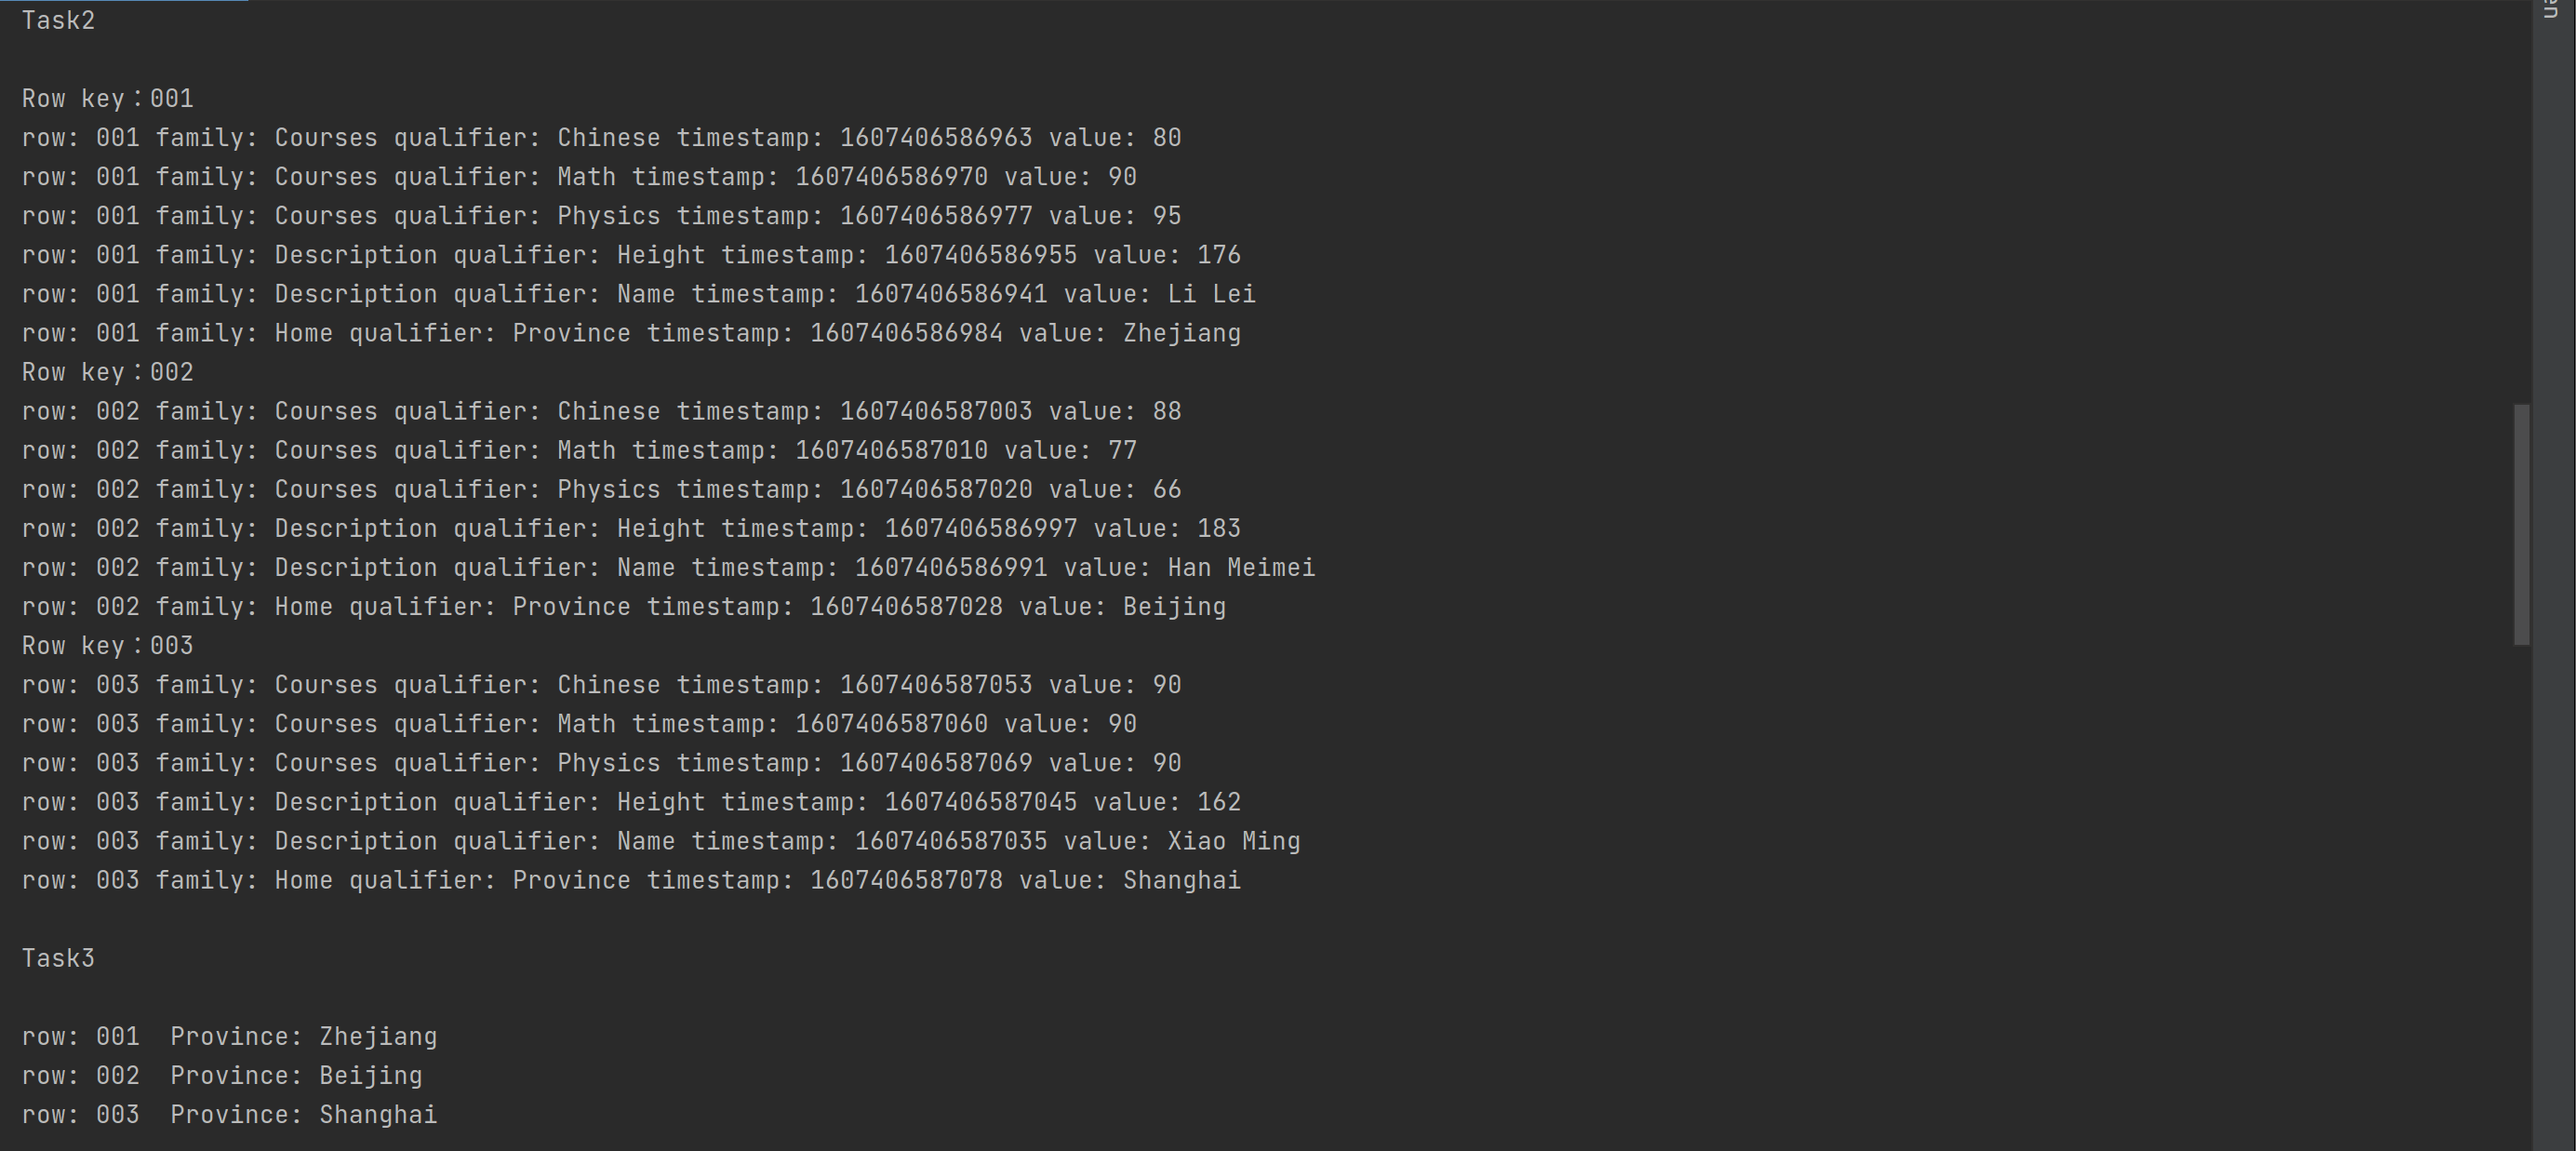 Task2
Row key：001
row: 001 family: Courses qualifier: Chinese timestamp: 1607406586963 value: 80
row: 001 family: Courses qualifier: Math timestamp: 1607406586970 value: 90
row: 001 family: Courses qualifier: Physics timestamp: 1607406586977 value: 95
row: 001 family: Description qualifier: Height timestamp: 1607406586955 value: 176
row: 001 family: Description qualifier: Name timestamp: 1607406586941 value: Li Lei
row: 001 family: Home qualifier: Province timestamp: 1607406586984 value: Zhejiang
Row key：002
row: 002 family: Courses qualifier: Chinese timestamp: 1607406587003 value: 88
row: 002 family: Courses qualifier: Math timestamp: 1607406587010 value: 77
row: 002 family: Courses qualifier: Physics timestamp: 1607406587020 value: 66
row: 002 family: Description qualifier: Height timestamp: 1607406586997 value: 183
row: 002 family: Description qualifier: Name timestamp: 1607406586991 value: Han Meimei
row: 002 family: Home qualifier: Province timestamp: 1607406587028 value: Beijing
Row key：003
row: 003 family: Courses qualifier: Chinese timestamp: 1607406587053 value: 90
row: 003 family: Courses qualifier: Math timestamp: 1607406587060 value: 90
row: 003 family: Courses qualifier: Physics timestamp: 1607406587069 value: 90
row: 003 family: Description qualifier: Height timestamp: 1607406587045 value: 162
row: 003 family: Description qualifier: Name timestamp: 1607406587035 value: Xiao Ming
row: 003 family: Home qualifier: Province timestamp: 1607406587078 value: Shanghai
Task3
row: 001  Province: Zhejiang
row: 002  Province: Beijing
row: 003  Province: Shanghai